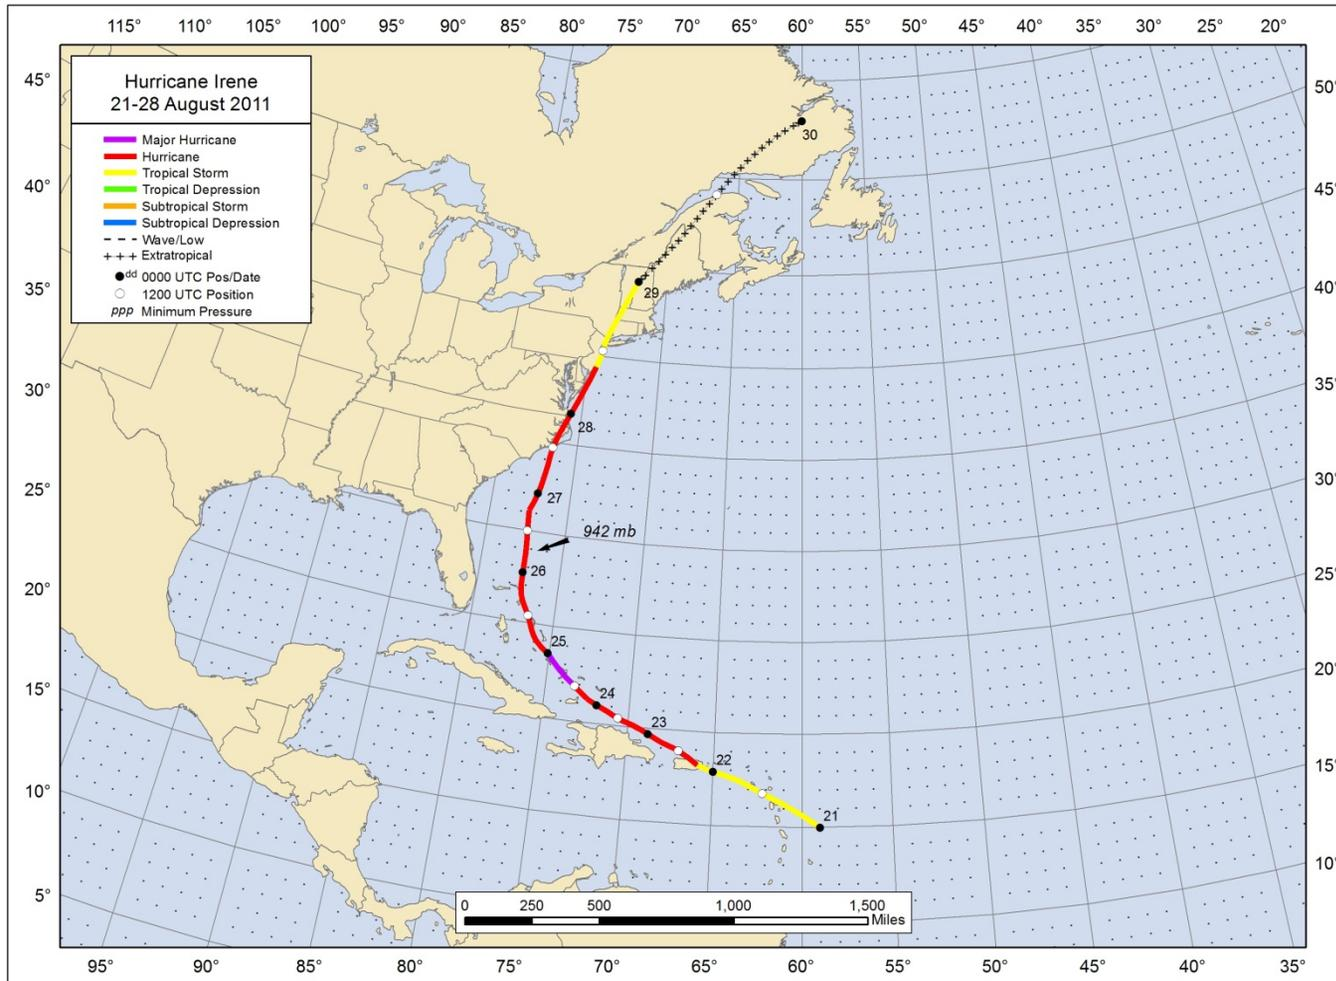 115° 110° 105° 100° 95° 90° 85° 80° 75° 70° 65° 60° 55° 50° 45° 40° 35° 30° 25° 20°
Hurricane Irene
21-28 August 2011
Major Hurricane
Hurricane
Tropical Storm
Tropical Depression
Subtropical Storm
Subtropical Depression
Wave/Low
Extratropical
dd 0000 UTC Pos/Date
1200 UTC Position
ppp Minimum Pressure
45°
40°
35°
30°
25°
20°
15°
10°
5°
50°
45°
40°
35°
30°
25°
20°
15°
10°
30
29
28
27
942 mb
26
25
24
23
22
21
0 250 500 1,000 1,500
Miles
95° 90° 85° 80° 75° 70° 65° 60° 55° 50° 45° 40° 35°